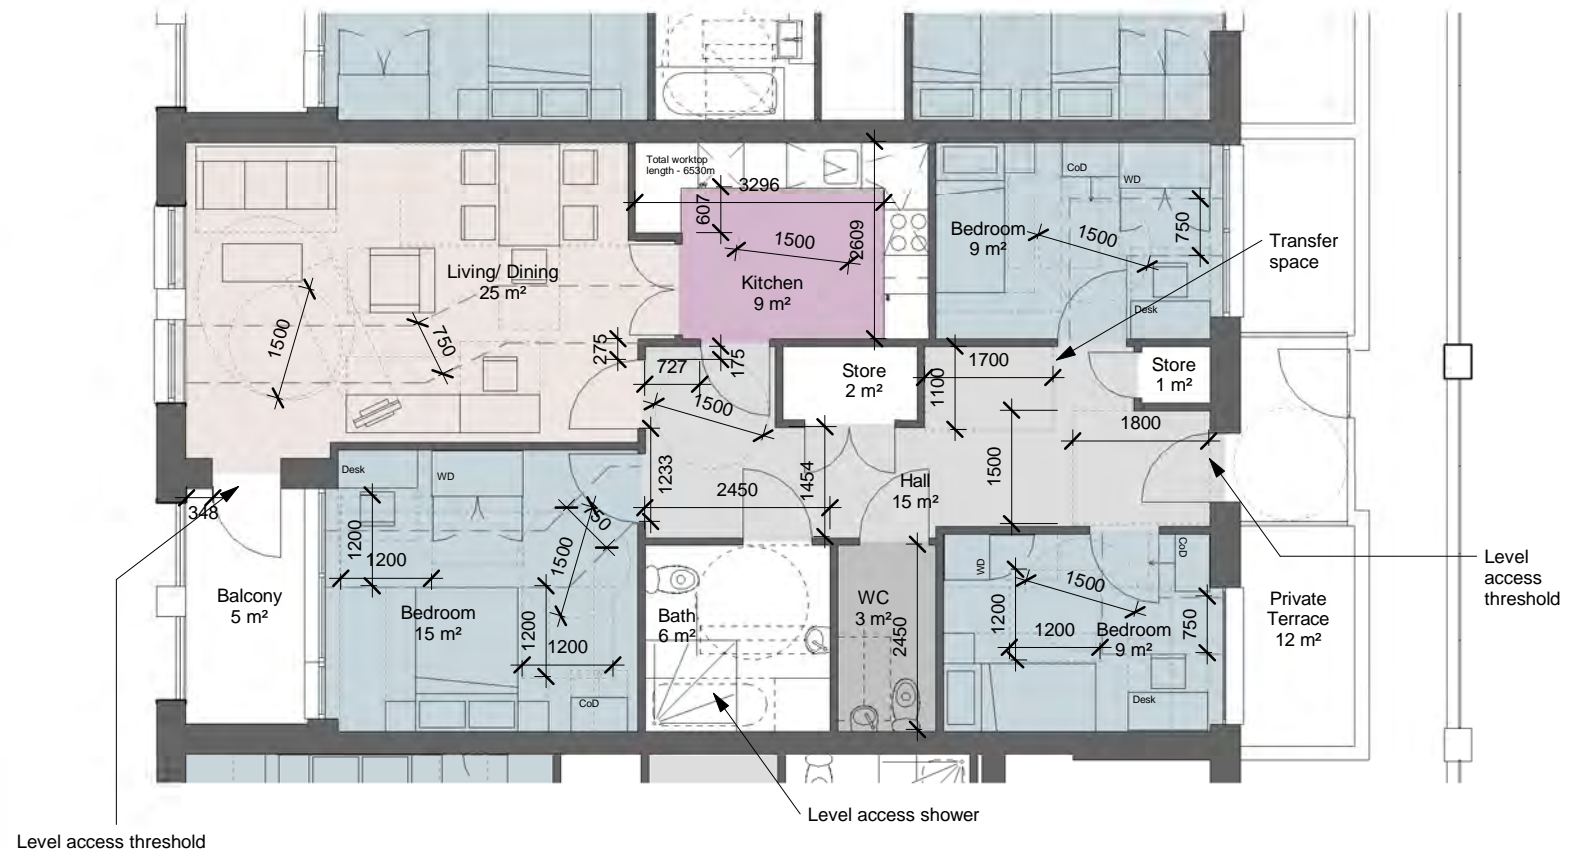 Total worktop
length - 6530m
3296
607
1500
2609
Kitchen
9 m²
CoD
WD
Bedroom
9 m²
1500
750
Desk
Transfer
space
Living/ Dining
25 m²
1500
750
275
727
175
1500
Store
2 m²
1700
1100
Store
1 m²
1800
1500
1233
2450
1454
Hall
15 m²
348
Desk
WD
1200
1200
750
1500
1200
1200
Bedroom
15 m²
CoD
Balcony
5 m²
Bath
6 m²
WC
3 m²
2450
WD
CoD
1500
1200
1200
Bedroom
9 m²
750
Desk
Private
Terrace
12 m²
Level
access
threshold
Level access shower
Level access threshold